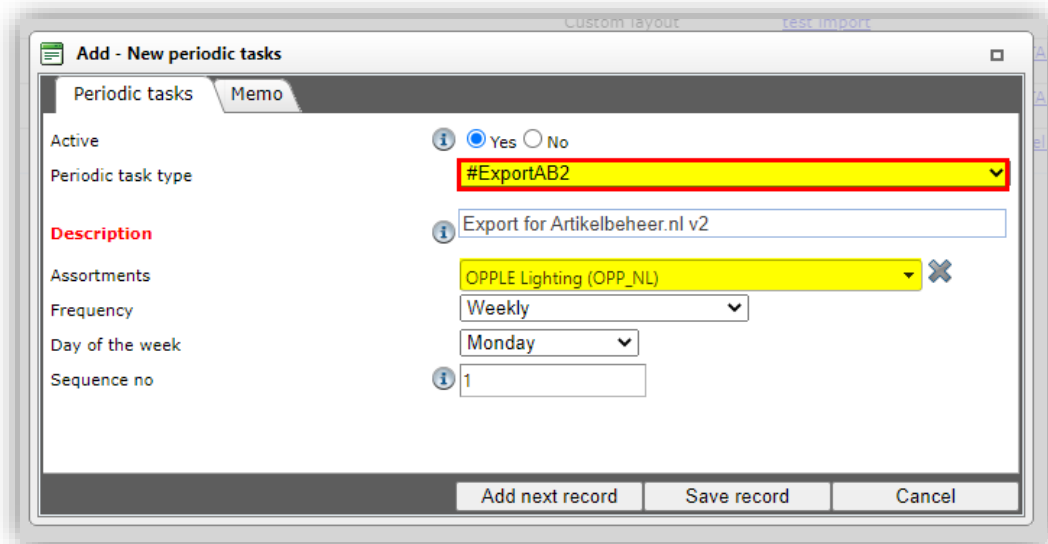 Custom layout test import
Add - New periodic tasks
Periodic tasks Memo
Active Yes No
Periodic task type #ExportAB2
Description Export for Artikelbeheer.nl v2
Assortments OPPLE Lighting (OPP_NL)
Frequency Weekly
Day of the week Monday
Sequence no 1
Add next record Save record Cancel